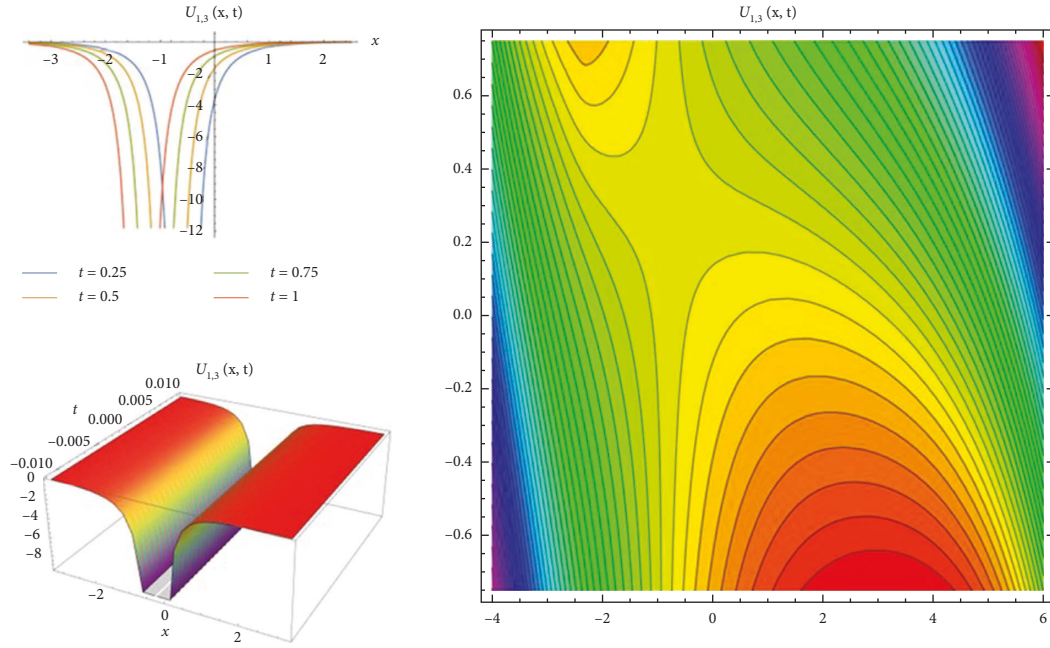 U1,3 (x, t)
x
−3 −2 −1 1 2
−2
−4
−6
−8
−10
−12
t = 0.25 t = 0.75
t = 0.5 t = 1
U1,3 (x, t)
0.010
0.005
t
0.000
−0.005
−0.010
0
−2
−4
−6
−8
−2
0
x
2
U1,3 (x, t)
0.6
0.4
0.2
0.0
−0.2
−0.4
−0.6
−4 −2 0 2 4 6